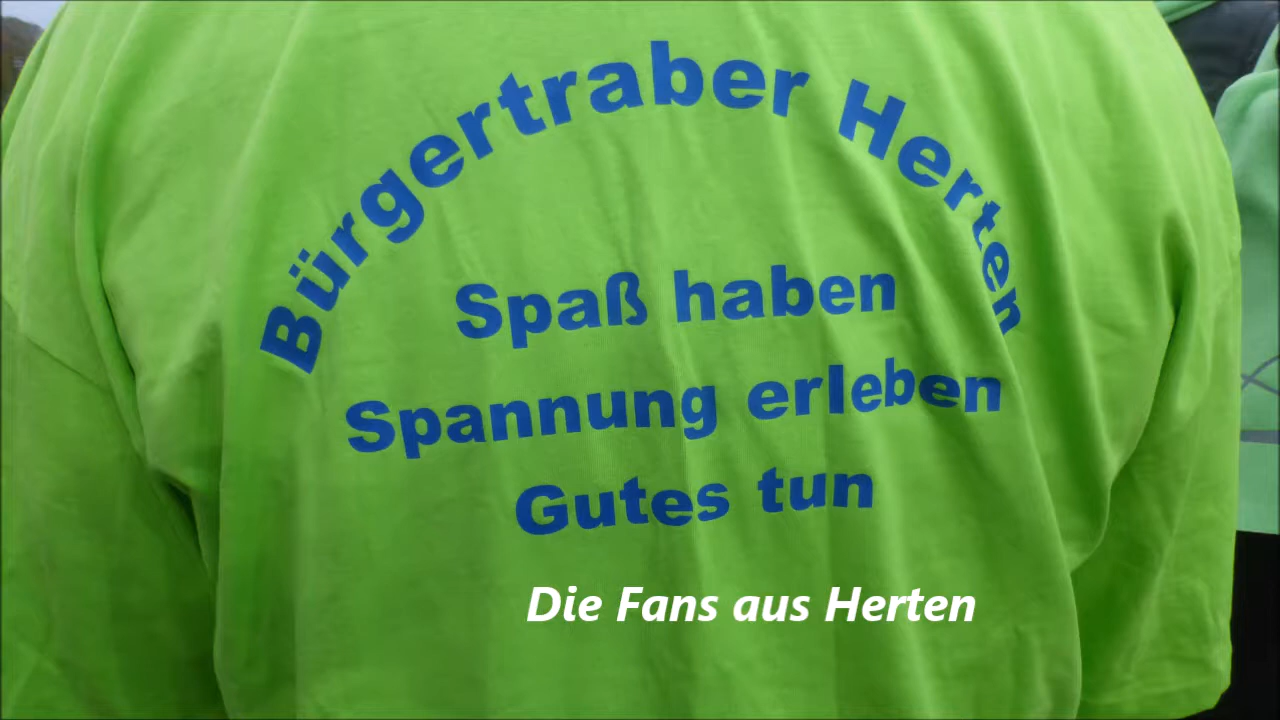 Bürgertraber Herten
Spaß haben
Spannung erleben
Gutes tun
Die Fans aus Herten